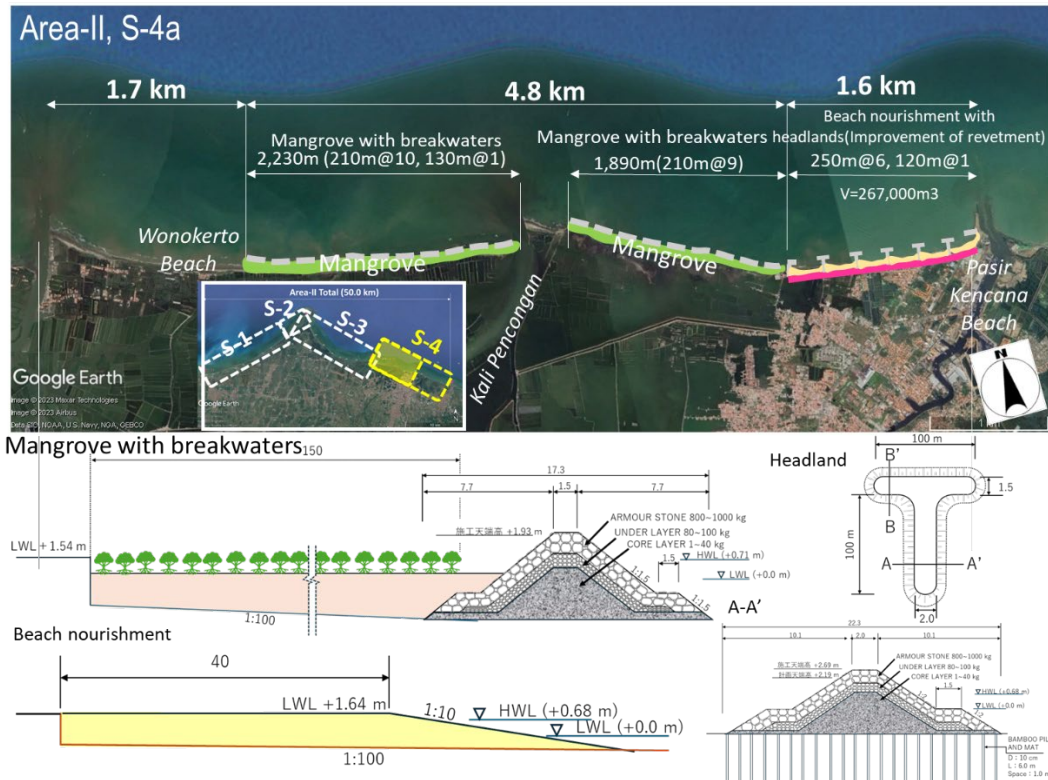 Area-II, S-4a
1.7 km
4.8 km
1.6 km
Mangrove with breakwaters
2,230m (210m@10, 130m@1)
Mangrove with breakwaters
1,890m(210m@9)
Beach nourishment with
headlands(Improvement of revetment)
250m@6, 120m@1
V=267,000m3
Wonokerto
Beach
Mangrove
Mangrove
Kali Pencongan
Pasir
Kencana
Beach
Area-II Total (50.0 km)
S-1
S-2
S-3
S-4
Google Earth
N
Google Earth
Image © 2023 Maxar Technologies
Image © 2023 Airbus
Data SIO, NOAA, U.S. Navy, NGA, GEBCO
Mangrove with breakwaters
150
17.3
7.7
1.5
7.7
施工天端高 +1.93 m
ARMOUR STONE 800~1000 kg
UNDER LAYER 80~100 kg
CORE LAYER 1~40 kg
LWL +1.54 m
HWL (+0.71 m)
LWL (+0.0 m)
1.5
1:1.5
1:1.5
1:100
Headland
100 m
B'
B
1.5
100 m
A
A'
2.0
A-A'
22.3
10.1
2.0
10.1
施工天端高 +2.69 m
計画天端高 +2.19 m
ARMOUR STONE 800~1000 kg
UNDER LAYER 80~100 kg
CORE LAYER 1~40 kg
1.5
HWL (+0.68 m)
LWL (+0.0 m)
1:2
1:2
BAMBOO PIL
AND MAT
D : 10 cm
L : 6.0 m
Space : 1.0 m
Beach nourishment
40
LWL +1.64 m
1:10
HWL (+0.68 m)
LWL (+0.0 m)
1:100